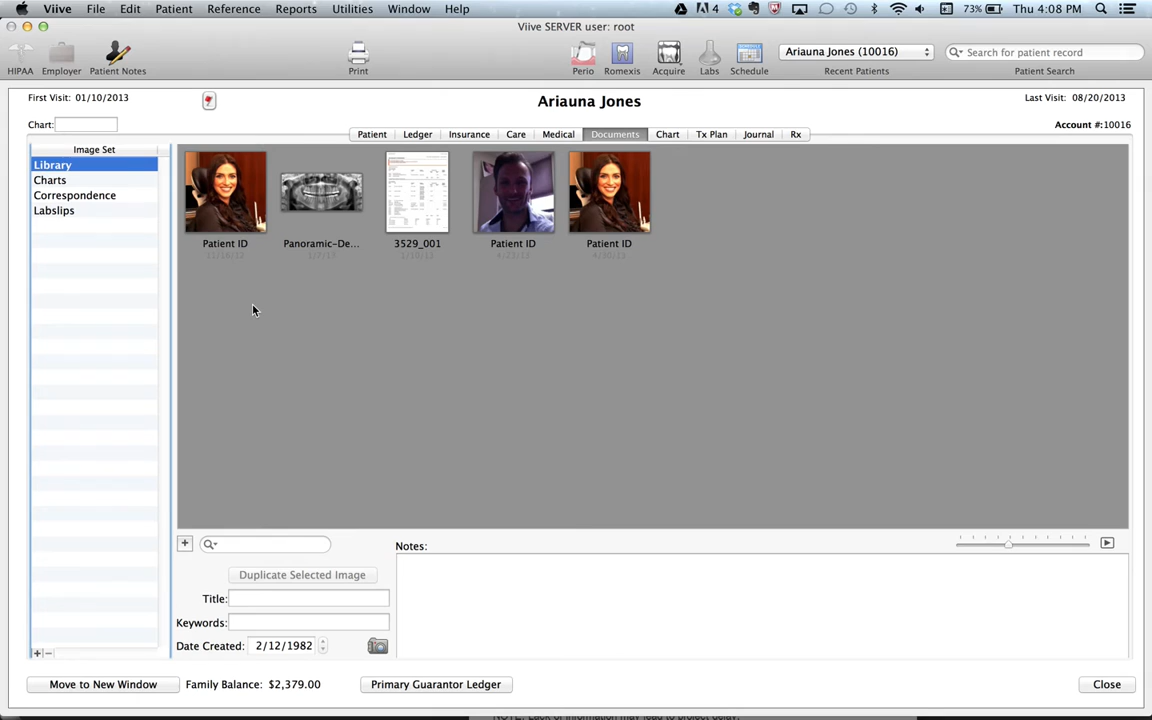 Viive File Edit Patient Reference Reports Utilities Window Help 4 73% Thu 4:08 PM
Viive SERVER user: root
HIPAA Employer Patient Notes Print Perio Romexis Acquire Labs Schedule Ariauna Jones (10016) Search for patient record
Recent Patients Patient Search
First Visit: 01/10/2013 Ariauna Jones Last Visit: 08/20/2013
Chart: Account #:10016
Patient Ledger Insurance Care Medical Documents Chart Tx Plan Journal Rx
Image Set
Library
Charts
Correspondence
Labslips
Patient ID Panoramic-De... 3529_001 Patient ID Patient ID
Notes:
Duplicate Selected Image
Title:
Keywords:
Date Created: 2/12/1982
Move to New Window Family Balance: $2,379.00 Primary Guarantor Ledger Close